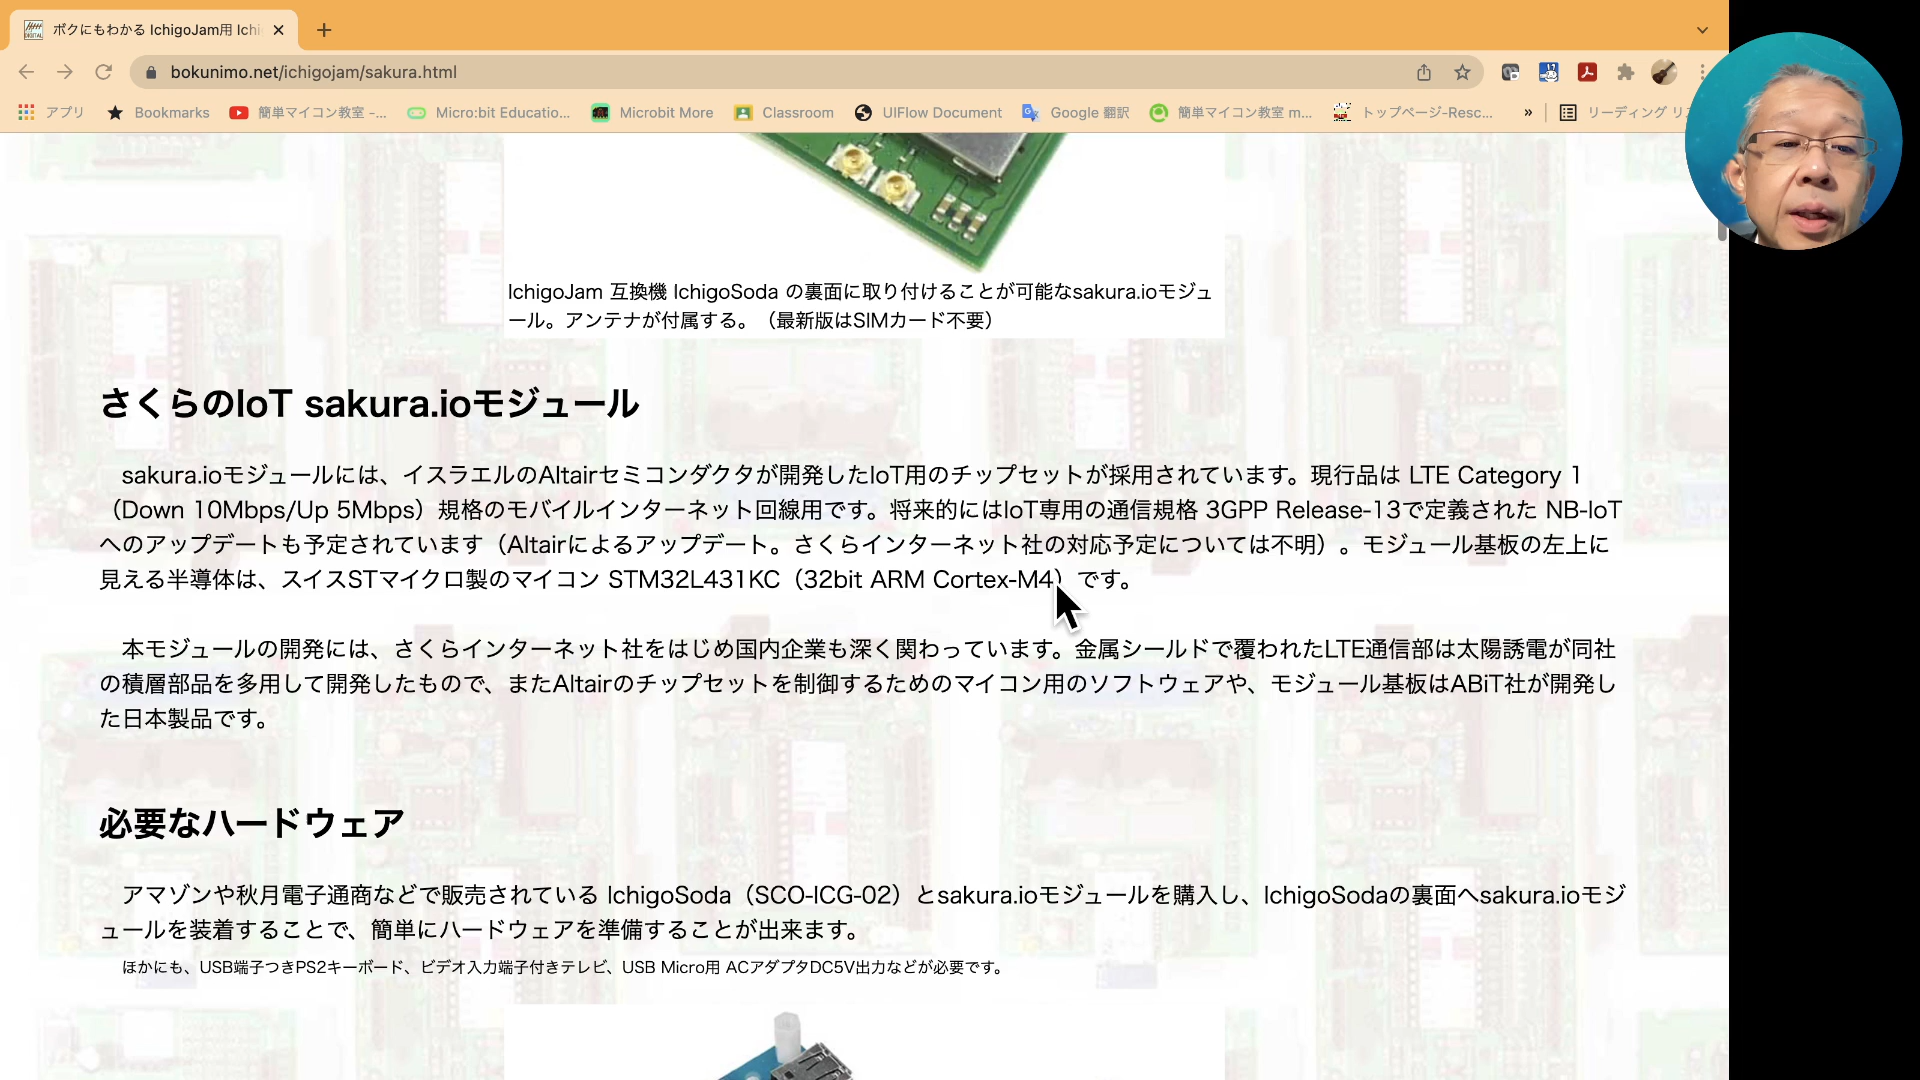 ボクにもわかる IchigoJam用 Ichi
bokunimo.net/ichigojam/sakura.html
アプリ Bookmarks 簡単マイコン教室 -... Micro:bit Educatio... Microbit More Classroom UIFlow Document Google 翻訳 簡単マイコン教室 m... トップページ-Resc... » リーディング リス
IchigoJam 互換機 IchigoSoda の裏面に取り付けることが可能なsakura.ioモジュ
ール。アンテナが付属する。（最新版はSIMカード不要）
さくらのIoT sakura.ioモジュール
sakura.ioモジュールには、イスラエルのAltairセミコンダクタが開発したIoT用のチップセットが採用されています。現行品は LTE Category 1
（Down 10Mbps/Up 5Mbps）規格のモバイルインターネット回線用です。将来的にはIoT専用の通信規格 3GPP Release-13で定義された NB-IoT
へのアップデートも予定されています（Altairによるアップデート。さくらインターネット社の対応予定については不明）。モジュール基板の左上に
見える半導体は、スイスSTマイクロ製のマイコン STM32L431KC（32bit ARM Cortex-M4）です。
本モジュールの開発には、さくらインターネット社をはじめ国内企業も深く関わっています。金属シールドで覆われたLTE通信部は太陽誘電が同社
の積層部品を多用して開発したもので、またAltairのチップセットを制御するためのマイコン用のソフトウェアや、モジュール基板はABiT社が開発し
た日本製品です。
必要なハードウェア
アマゾンや秋月電子通商などで販売されている IchigoSoda（SCO-ICG-02）とsakura.ioモジュールを購入し、IchigoSodaの裏面へsakura.ioモジ
ュールを装着することで、簡単にハードウェアを準備することが出来ます。
ほかにも、USB端子つきPS2キーボード、ビデオ入力端子付きテレビ、USB Micro用 ACアダプタDC5V出力などが必要です。